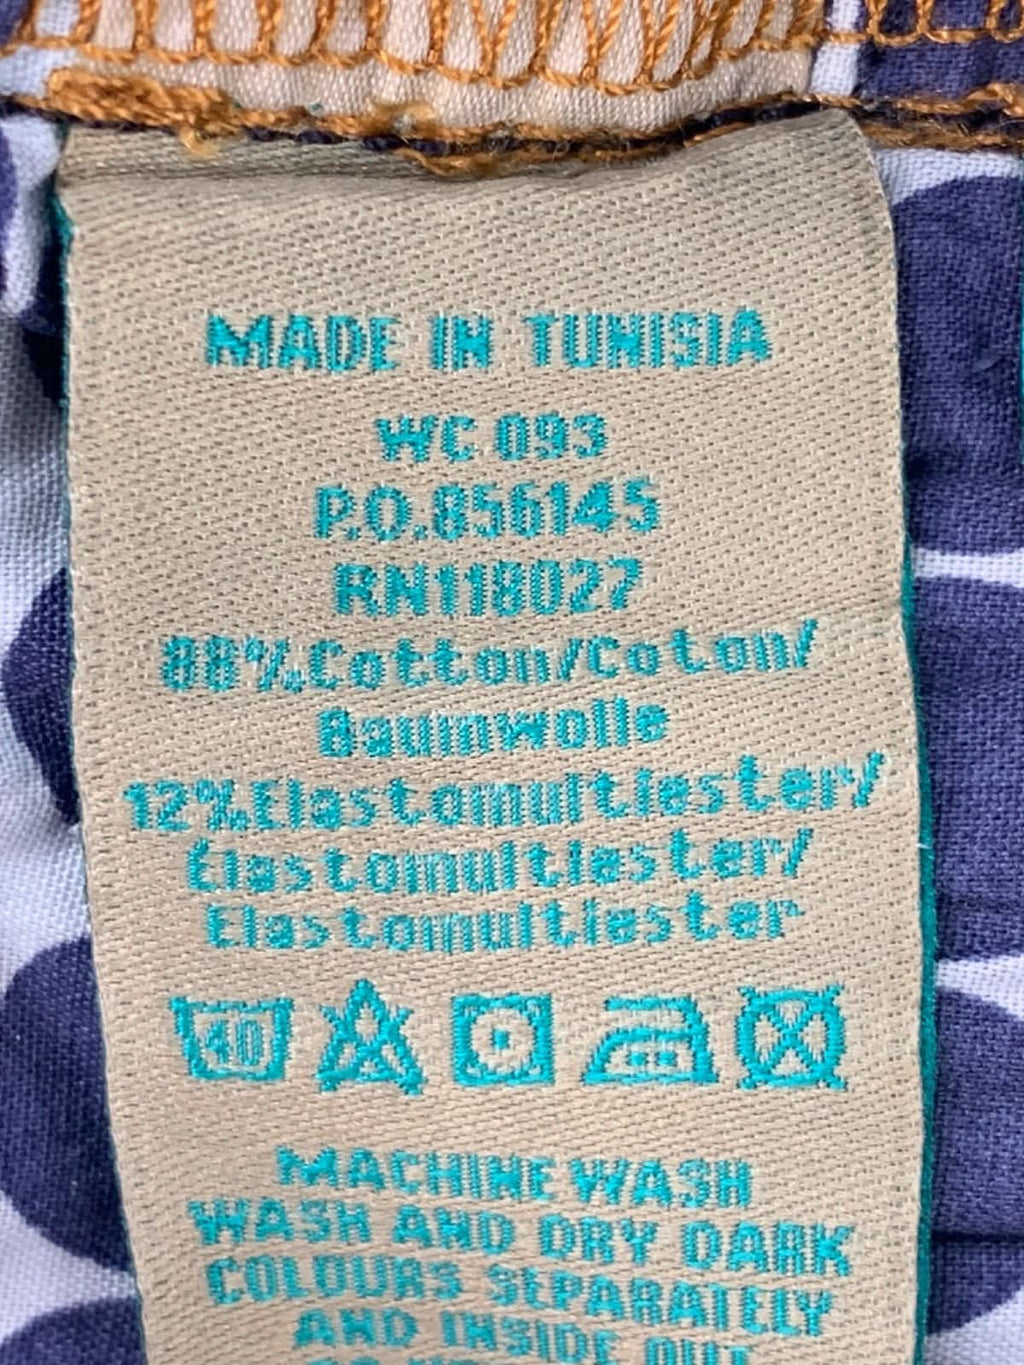 MADE IN TUNISIA
WC 093
P.O.856145
RN118027
88%Cotton/Coton/
Baumwolle
12%Elastomultiester/
Elastomultiester/
Elastomultiester
40
MACHINE WASH
WASH AND DRY DARK
COLOURS SEPARATELY
AND INSIDE OUT